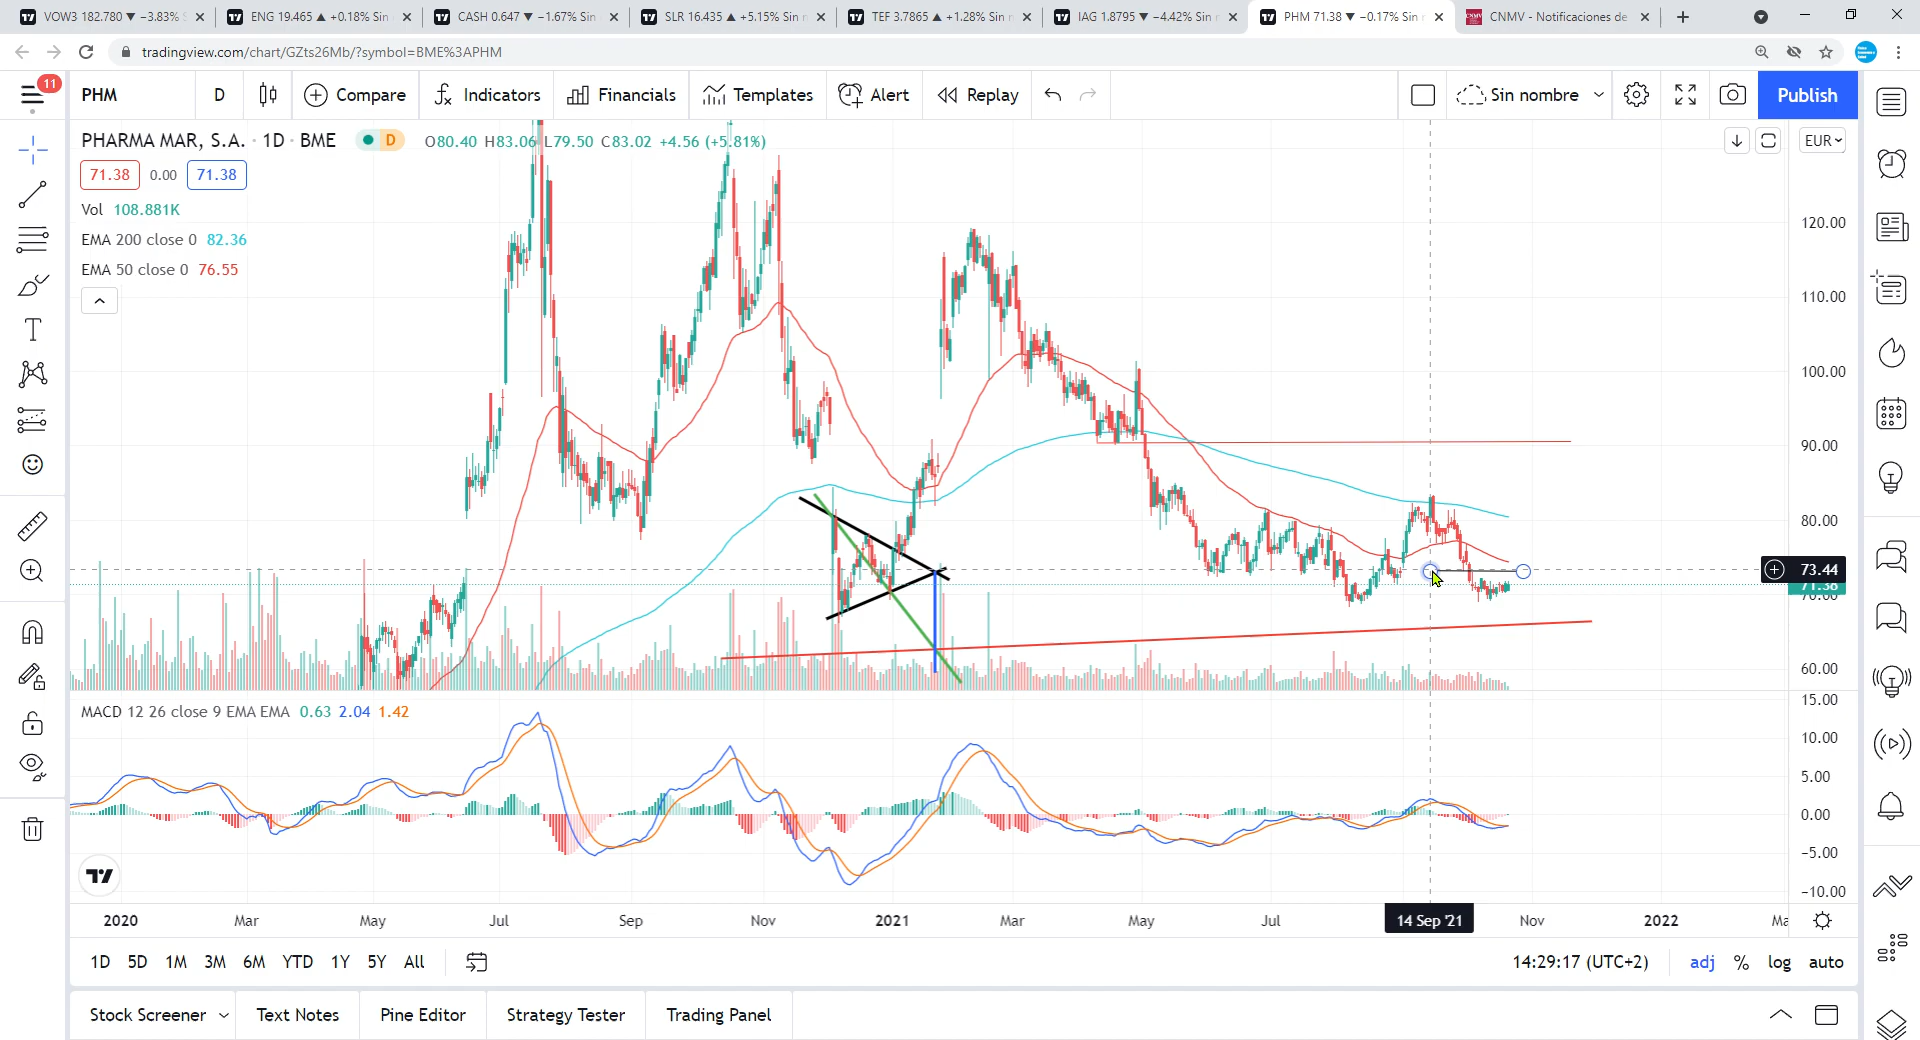 VOW3 182.780 ▼ −3.83%
ENG 19.465 ▲ +0.18% Sin
CASH 0.647 ▼ −1.67% Sin
SLR 16.435 ▲ +5.15% Sin
TEF 3.7865 ▲ +1.28% Sin
IAG 1.8795 ▼ −4.42% Sin
PHM 71.38 ▼ −0.17% Sin
CNMV - Notificaciones de
tradingview.com/chart/GZts26Mb/?symbol=BME%3APHM
11
PHM
D
Compare
Indicators
Financials
Templates
Alert
Replay
Sin nombre
Publish
PHARMA MAR, S.A. · 1D · BME
D
O80.40 H83.06 L79.50 C83.02 +4.56 (+5.81%)
EUR
71.38 0.00 71.38
Vol 108.881K
EMA 200 close 0 82.36
EMA 50 close 0 76.55
120.00
110.00
100.00
90.00
80.00
73.44
71.38
70.00
60.00
MACD 12 26 close 9 EMA EMA 0.63 2.04 1.42
15.00
10.00
5.00
0.00
−5.00
−10.00
2020 Mar May Jul Sep Nov 2021 Mar May Jul 14 Sep '21 Nov 2022
1D 5D 1M 3M 6M YTD 1Y 5Y All
14:29:17 (UTC+2)
adj % log auto
Stock Screener
Text Notes
Pine Editor
Strategy Tester
Trading Panel